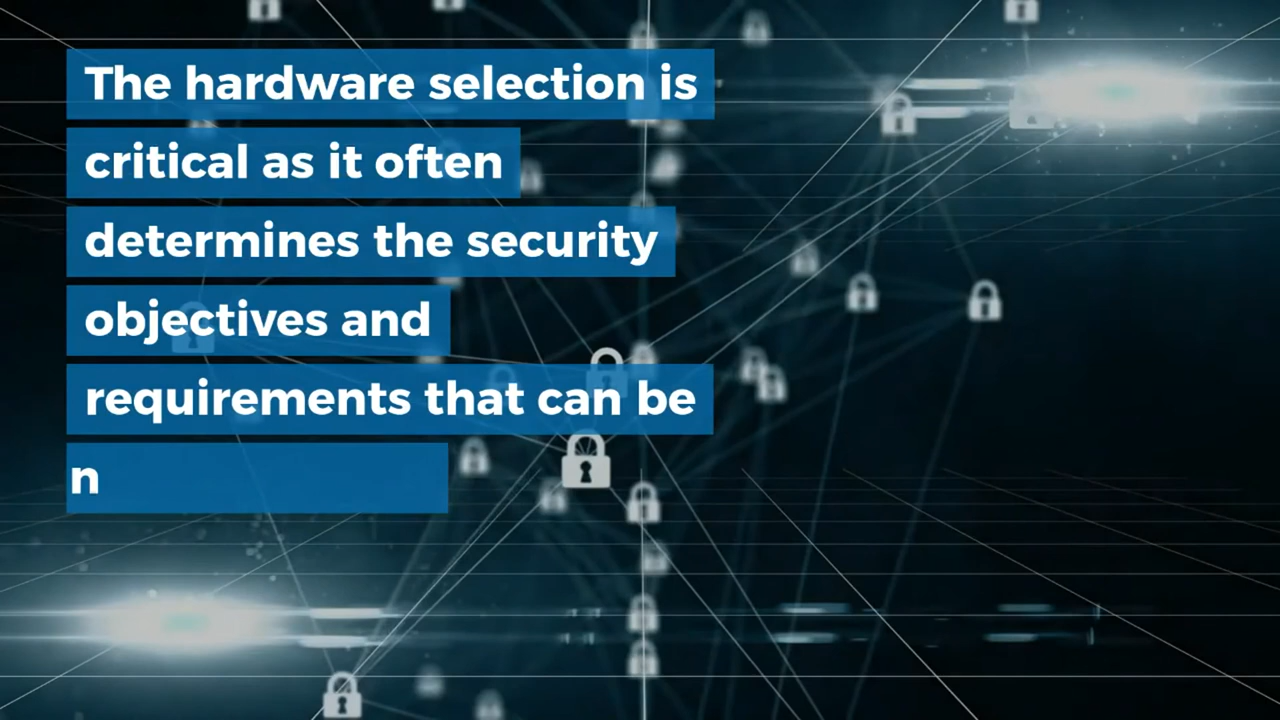 The hardware selection is
critical as it often
determines the security
objectives and
requirements that can be
n